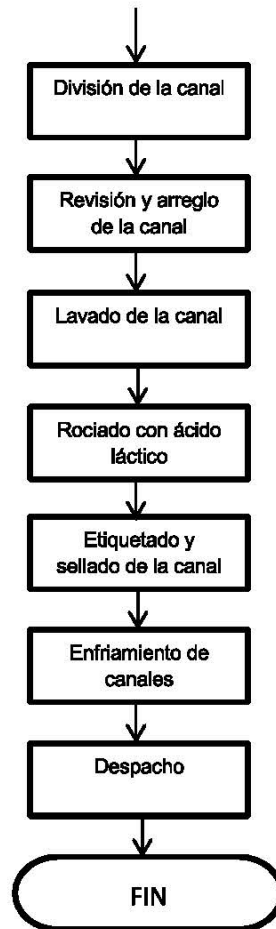 División de la canal
Revisión y arreglo
de la canal
Lavado de la canal
Rociado con ácido
láctico
Etiquetado y
sellado de la canal
Enfriamiento de
canales
Despacho
FIN